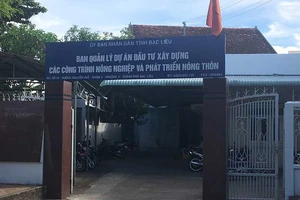 ỦY BAN NHÂN DÂN TỈNH BẠC LIÊU
BAN QUẢN LÝ DỰ ÁN ĐẦU TƯ XÂY DỰNG
CÁC CÔNG TRÌNH NÔNG NGHIỆP VÀ PHÁT TRIỂN NÔNG THÔN